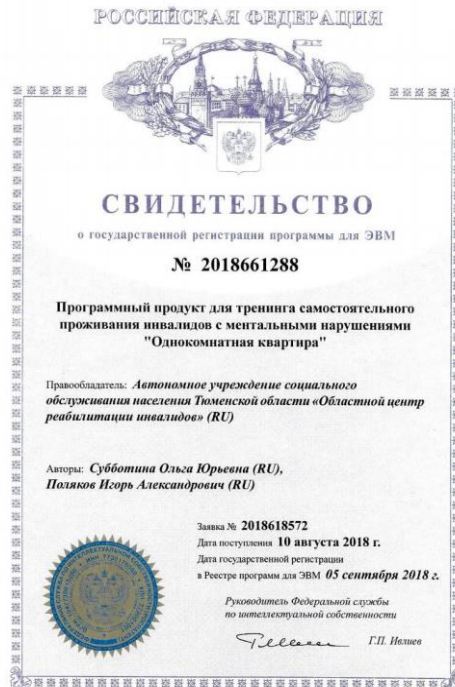 РОССИЙСКАЯ ФЕДЕРАЦИЯ
СВИДЕТЕЛЬСТВО
о государственной регистрации программы для ЭВМ
№ 2018661288
Программный продукт для тренинга самостоятельного
проживания инвалидов с ментальными нарушениями
"Однокомнатная квартира"
Правообладатель: Автономное учреждение социального
обслуживания населения Тюменской области «Областной центр
реабилитации инвалидов» (RU)
Авторы: Субботина Ольга Юрьевна (RU),
Поляков Игорь Александрович (RU)
Заявка № 2018618572
Дата поступления 10 августа 2018 г.
Дата государственной регистрации
в Реестре программ для ЭВМ 05 сентября 2018 г.
Руководитель Федеральной службы
по интеллектуальной собственности
Г.П. Ивлиев